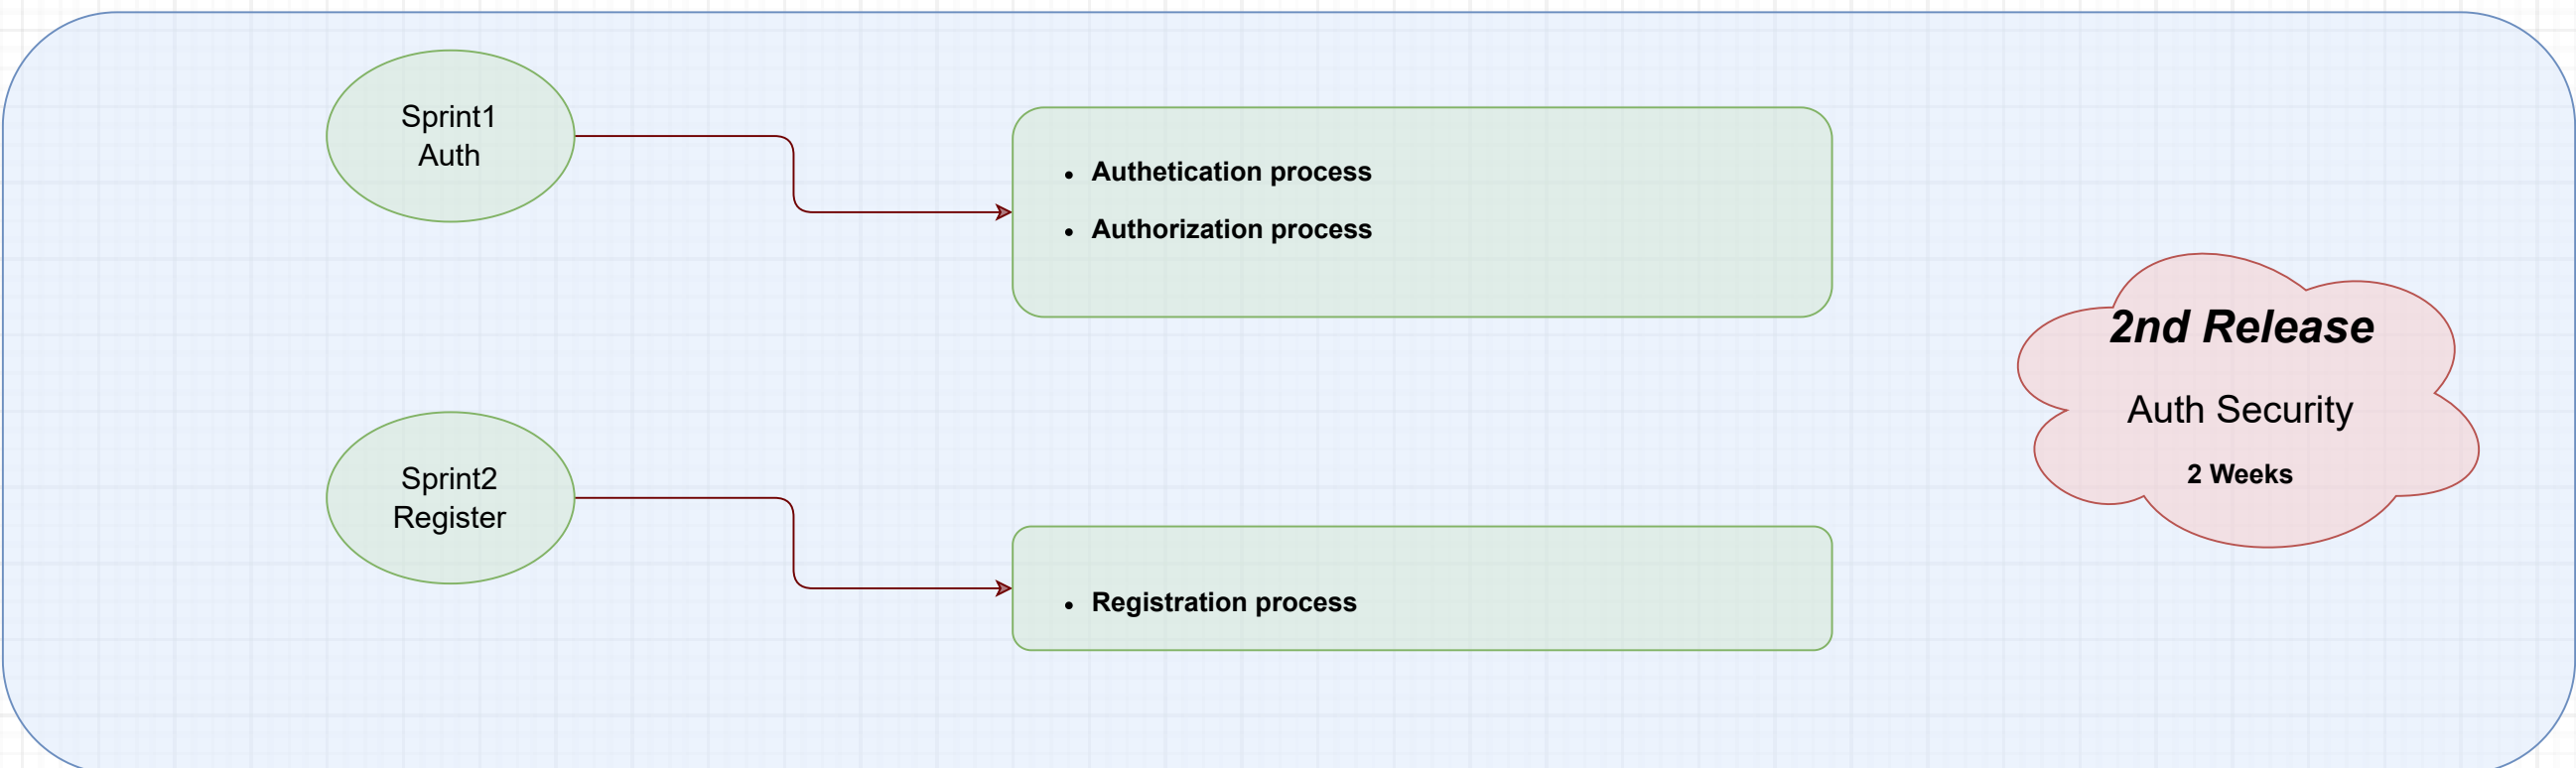 Sprint1
Auth
• Authetication process
• Authorization process
2nd Release
Auth Security
2 Weeks
Sprint2
Register
• Registration process